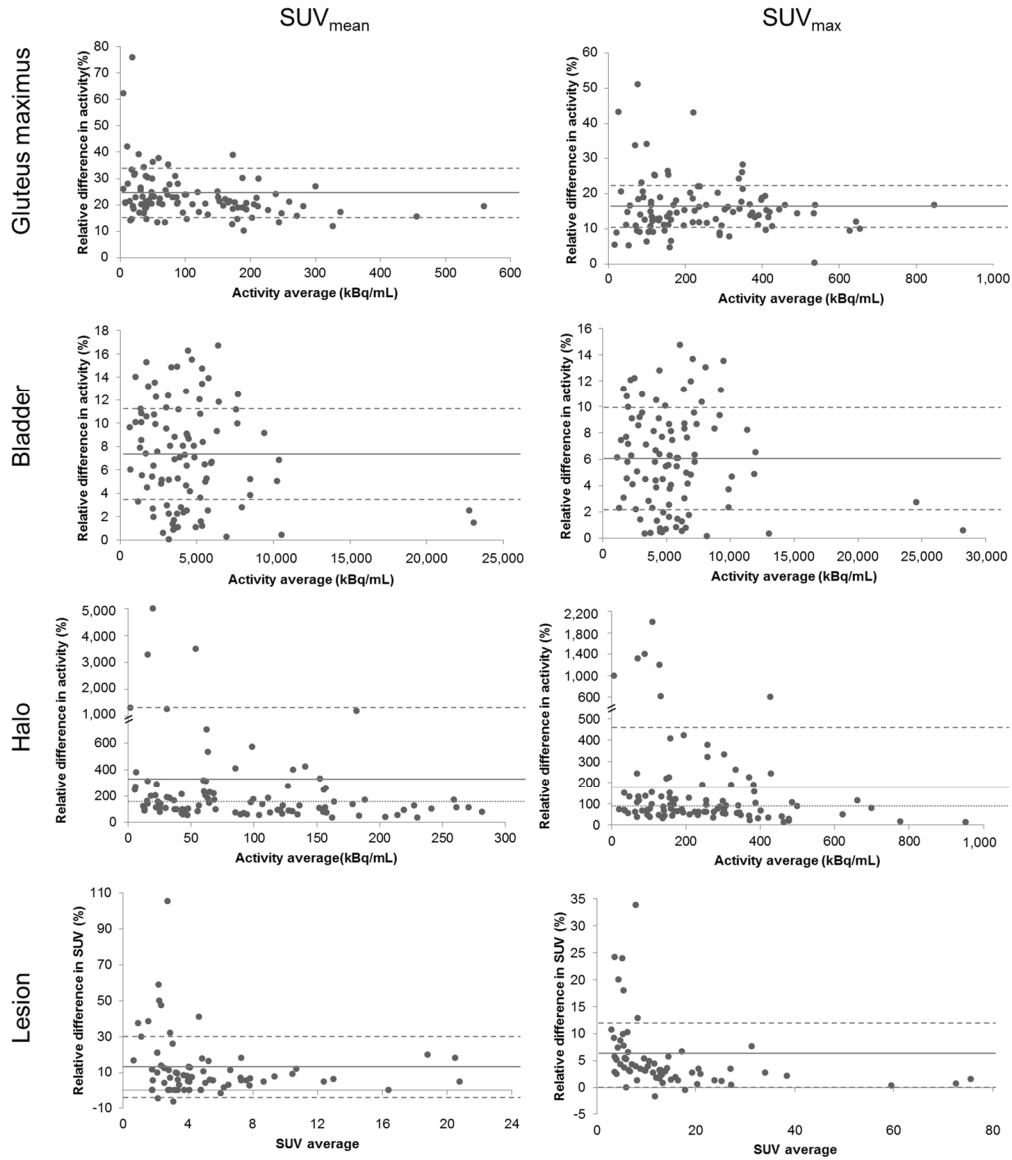 SUVmean
SUVmax
Gluteus maximus
Relative difference in activity(%)
80
70
60
50
40
30
20
10
0
0 100 200 300 400 500 600
Activity average (kBq/mL)
Relative difference in activity (%)
60
50
40
30
20
10
0
0 200 400 600 800 1,000
Activity average (kBq/mL)
Bladder
Relative difference in activity (%)
18
16
14
12
10
8
6
4
2
0
0 5,000 10,000 15,000 20,000 25,000
Activity average (kBq/mL)
Relative difference in activity (%)
16
14
12
10
8
6
4
2
0
0 5,000 10,000 15,000 20,000 25,000 30,000
Activity average (kBq/mL)
Halo
Relative difference in activity (%)
5,000
4,000
3,000
2,000
1,000
600
400
200
0
0 50 100 150 200 250 300
Activity average(kBq/mL)
Relative difference in activity (%)
2,200
1,800
1,400
1,000
600
500
400
300
200
100
0
0 200 400 600 800 1,000
Activity average (kBq/mL)
Lesion
Relative difference in SUV (%)
110
90
70
50
30
10
-10
0 4 8 12 16 20 24
SUV average
Relative difference in SUV (%)
35
30
25
20
15
10
5
0
-5
0 20 40 60 80
SUV average